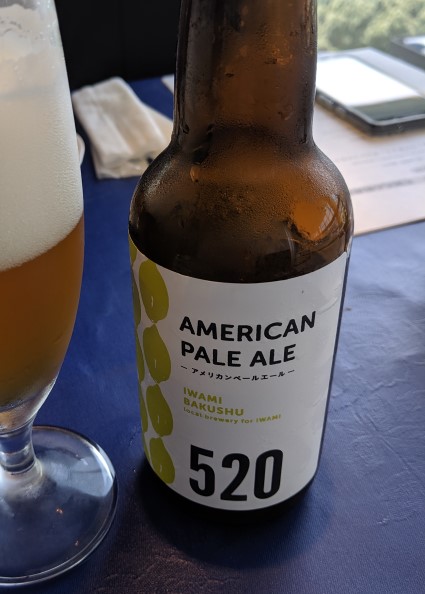 AMERICAN
PALE ALE
— アメリカンペールエール —
IWAMI
BAKUSHU
local brewery for IWAMI
520